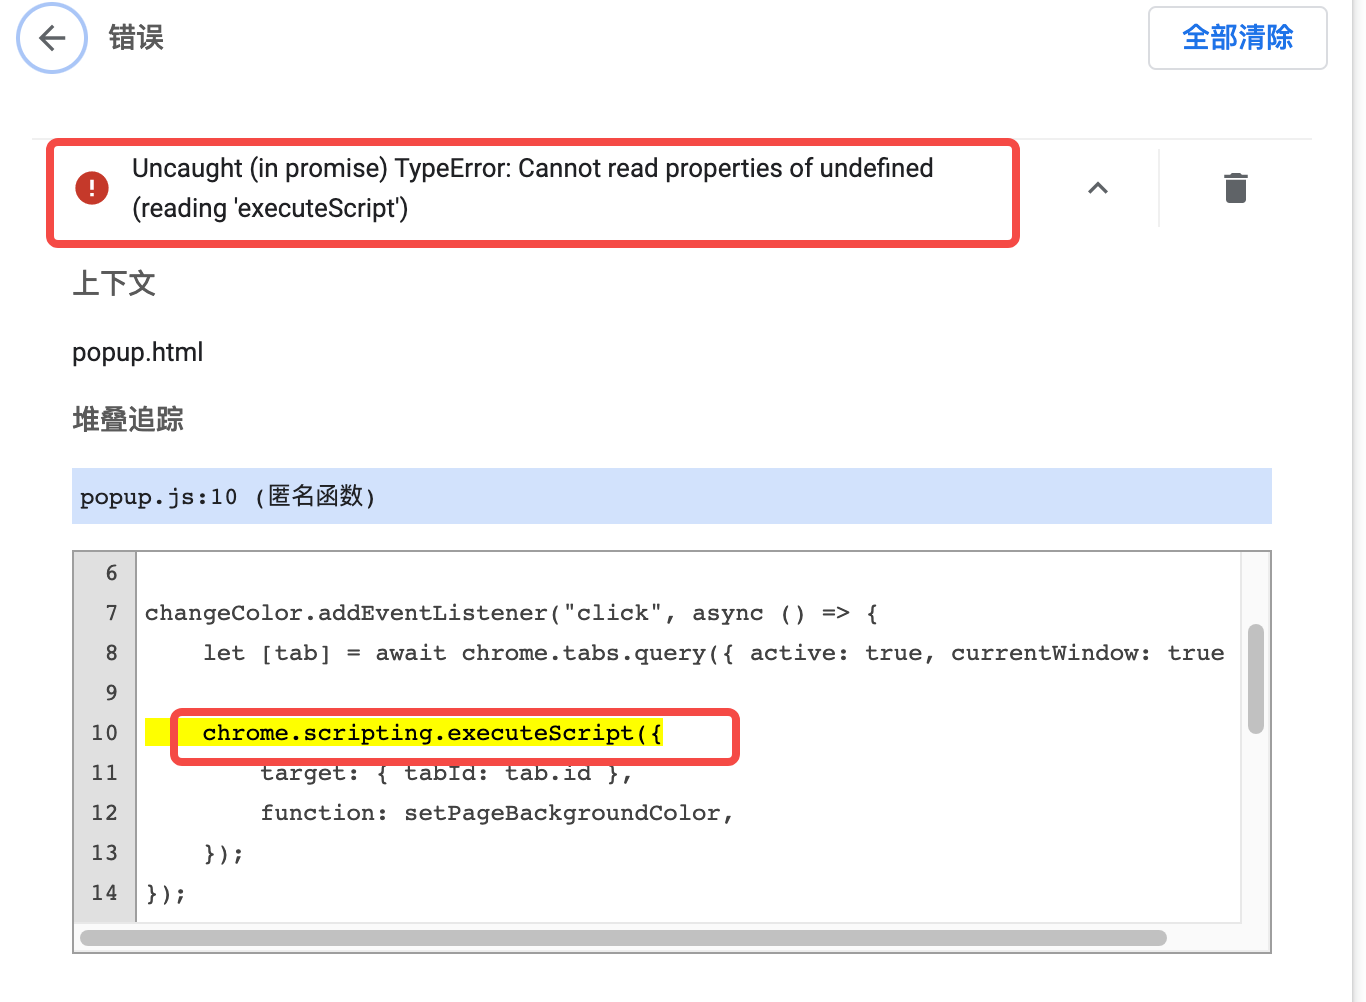 错误
全部清除
Uncaught (in promise) TypeError: Cannot read properties of undefined
(reading 'executeScript')
上下文
popup.html
堆叠追踪
popup.js:10 (匿名函数)
6
7 changeColor.addEventListener("click", async () => {
8     let [tab] = await chrome.tabs.query({ active: true, currentWindow: true
9
10     chrome.scripting.executeScript({
11         target: { tabId: tab.id },
12         function: setPageBackgroundColor,
13     });
14 });